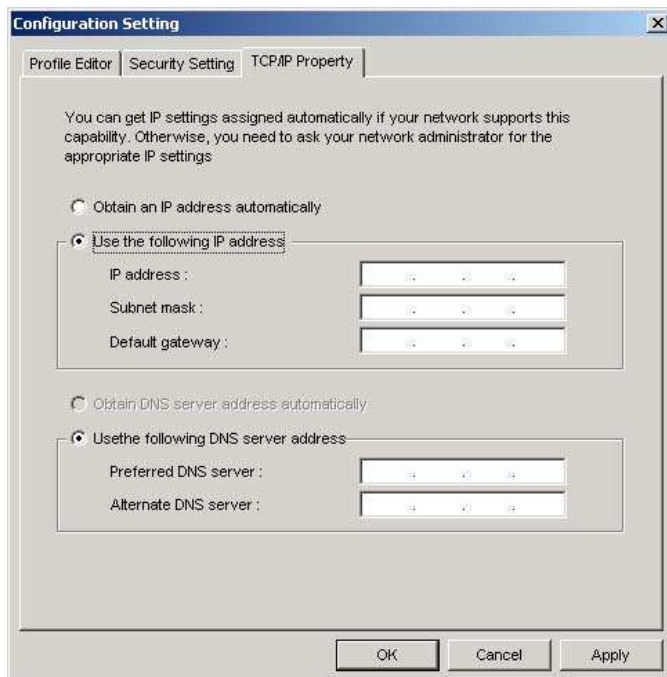 Configuration Setting
Profile Editor Security Setting TCP/IP Property
You can get IP settings assigned automatically if your network supports this
capability. Otherwise, you need to ask your network administrator for the
appropriate IP settings
Obtain an IP address automatically
Use the following IP address
IP address :
Subnet mask :
Default gateway :
Obtain DNS server address automatically
Usethe following DNS server address
Preferred DNS server :
Alternate DNS server :
OK Cancel Apply